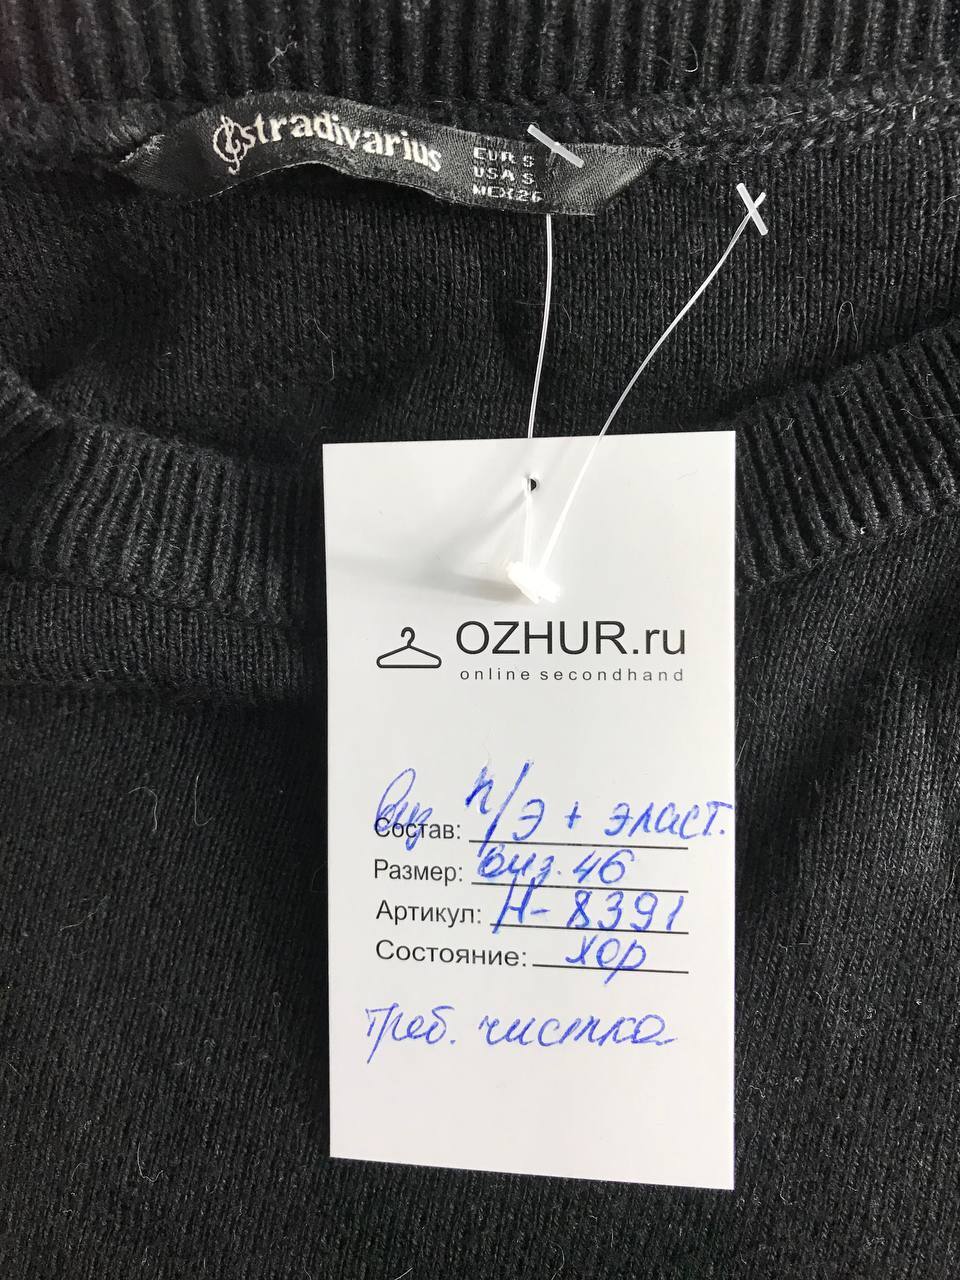 stradivarius
EUR S
USA S
MEX 26
OZHUR.ru
online secondhand
Состав: виз п/э + эласт.
Размер: виз. 46
Артикул: Н-8391
Состояние: хор
треб. чистка